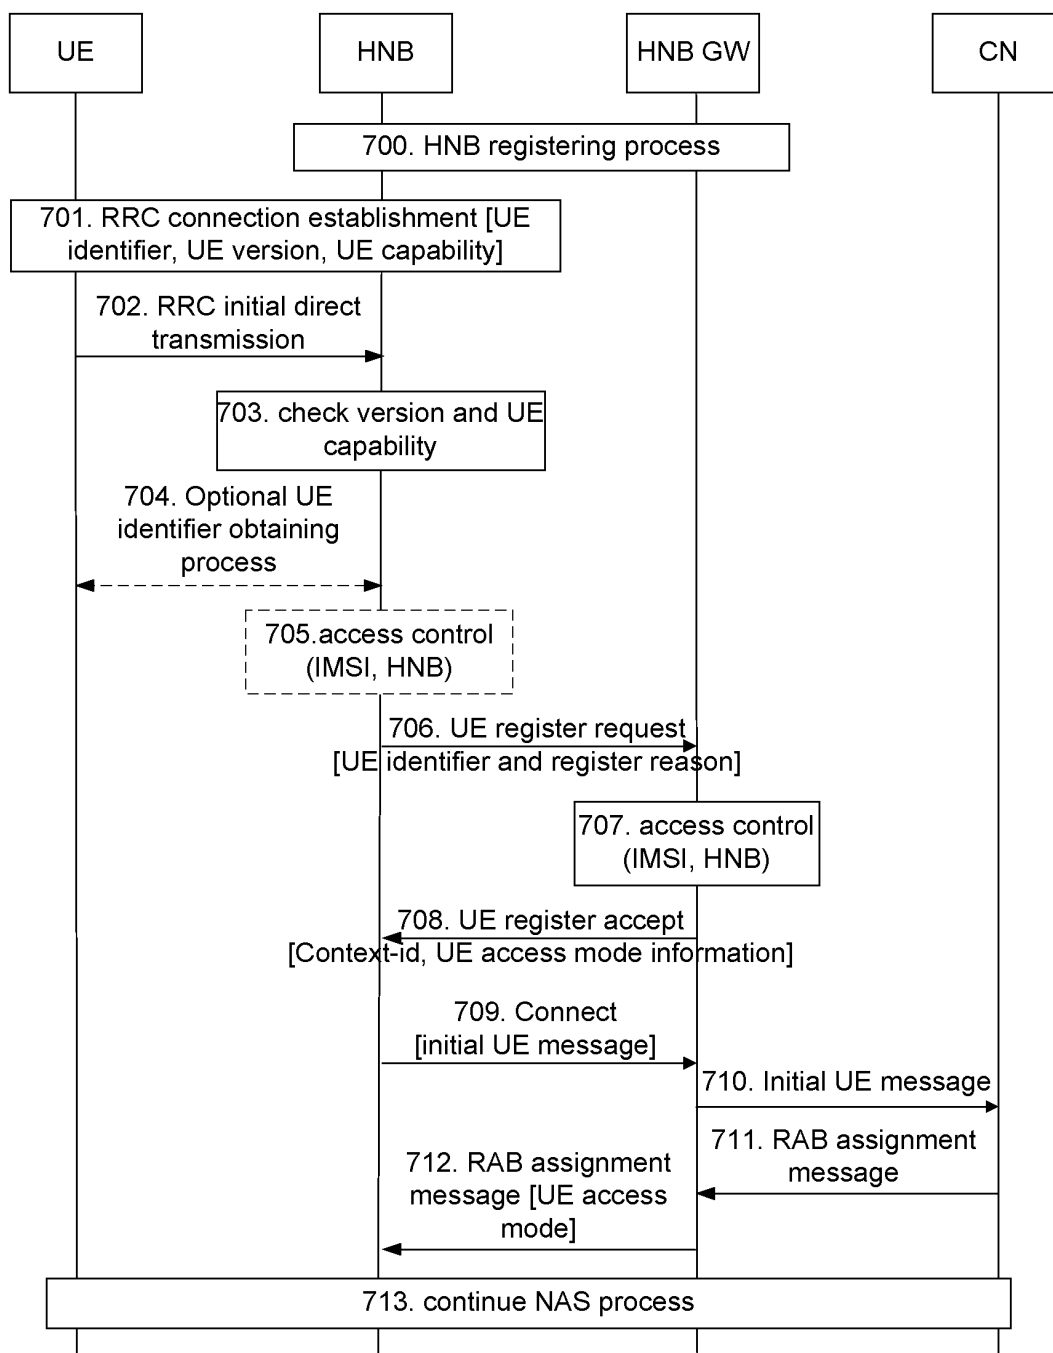 UE
HNB
HNB GW
CN
700. HNB registering process
701. RRC connection establishment [UE
identifier, UE version, UE capability]
702. RRC initial direct
transmission
703. check version and UE
capability
704. Optional UE
identifier obtaining
process
705.access control
(IMSI, HNB)
706. UE register request
[UE identifier and register reason]
707. access control
(IMSI, HNB)
708. UE register accept
[Context-id, UE access mode information]
709. Connect
[initial UE message]
710. Initial UE message
711. RAB assignment
message
712. RAB assignment
message [UE access
mode]
713. continue NAS process